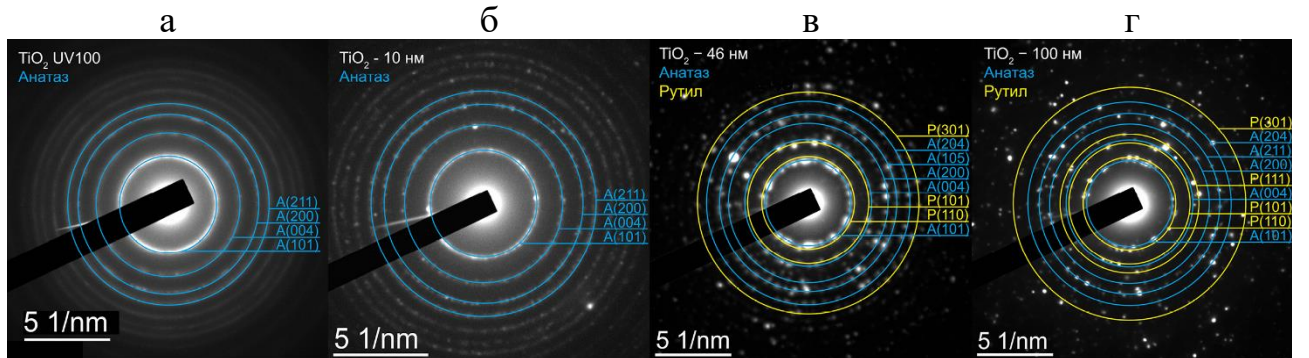 а
TiO₂ UV100
Анатаз
А(211)
А(200)
А(004)
А(101)
5 1/nm
б
TiO₂ - 10 нм
Анатаз
А(211)
А(200)
А(004)
А(101)
5 1/nm
в
TiO₂ – 46 нм
Анатаз
Рутил
Р(301)
А(204)
А(105)
А(200)
А(004)
Р(101)
Р(110)
А(101)
5 1/nm
г
TiO₂ – 100 нм
Анатаз
Рутил
Р(301)
А(204)
А(211)
А(200)
Р(111)
А(004)
Р(101)
Р(110)
А(101)
5 1/nm